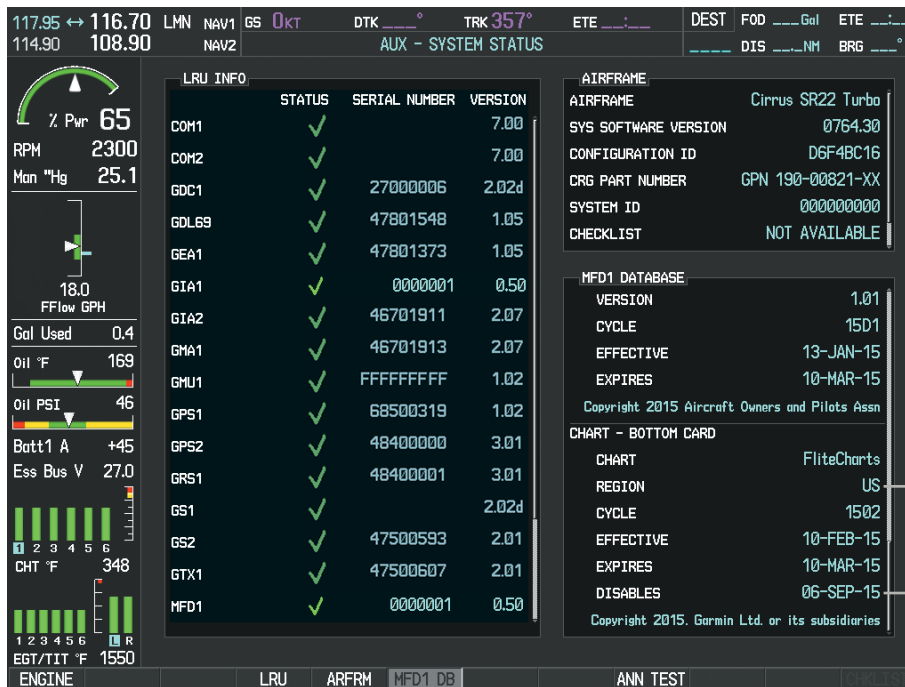 117.95 ↔ 116.70 LMN NAV1 GS 0KT DTK ___° TRK 357° ETE __:__ DEST FOD ___Gal ETE __:__
114.90 108.90 NAV2 AUX - SYSTEM STATUS ____ DIS __._NM BRG ___°
% Pwr 65
RPM 2300
Man "Hg 25.1
18.0
FFlow GPH
Gal Used 0.4
Oil °F 169
Oil PSI 46
Batt1 A +45
Ess Bus V 27.0
1 2 3 4 5 6
CHT °F 348
1 2 3 4 5 6 L R
EGT/TIT °F 1550
LRU INFO
STATUS SERIAL NUMBER VERSION
COM1 ✓ 7.00
COM2 ✓ 7.00
GDC1 ✓ 27000006 2.02d
GDL69 ✓ 47801548 1.05
GEA1 ✓ 47801373 1.05
GIA1 ✓ 0000001 0.50
GIA2 ✓ 46701911 2.07
GMA1 ✓ 46701913 2.07
GMU1 ✓ FFFFFFFFF 1.02
GPS1 ✓ 68500319 1.02
GPS2 ✓ 48400000 3.01
GRS1 ✓ 48400001 3.01
GS1 ✓ 2.02d
GS2 ✓ 47500593 2.01
GTX1 ✓ 47500607 2.01
MFD1 ✓ 0000001 0.50
AIRFRAME
AIRFRAME Cirrus SR22 Turbo
SYS SOFTWARE VERSION 0764.30
CONFIGURATION ID D6F4BC16
CRG PART NUMBER GPN 190-00821-XX
SYSTEM ID 000000000
CHECKLIST NOT AVAILABLE
MFD1 DATABASE
VERSION 1.01
CYCLE 15D1
EFFECTIVE 13-JAN-15
EXPIRES 10-MAR-15
Copyright 2015 Aircraft Owners and Pilots Assn
CHART - BOTTOM CARD
CHART FliteCharts
REGION US
CYCLE 1502
EFFECTIVE 10-FEB-15
EXPIRES 10-MAR-15
DISABLES 06-SEP-15
Copyright 2015. Garmin Ltd. or its subsidiaries
ENGINE LRU ARFRM MFD1 DB ANN TEST CHKLIS